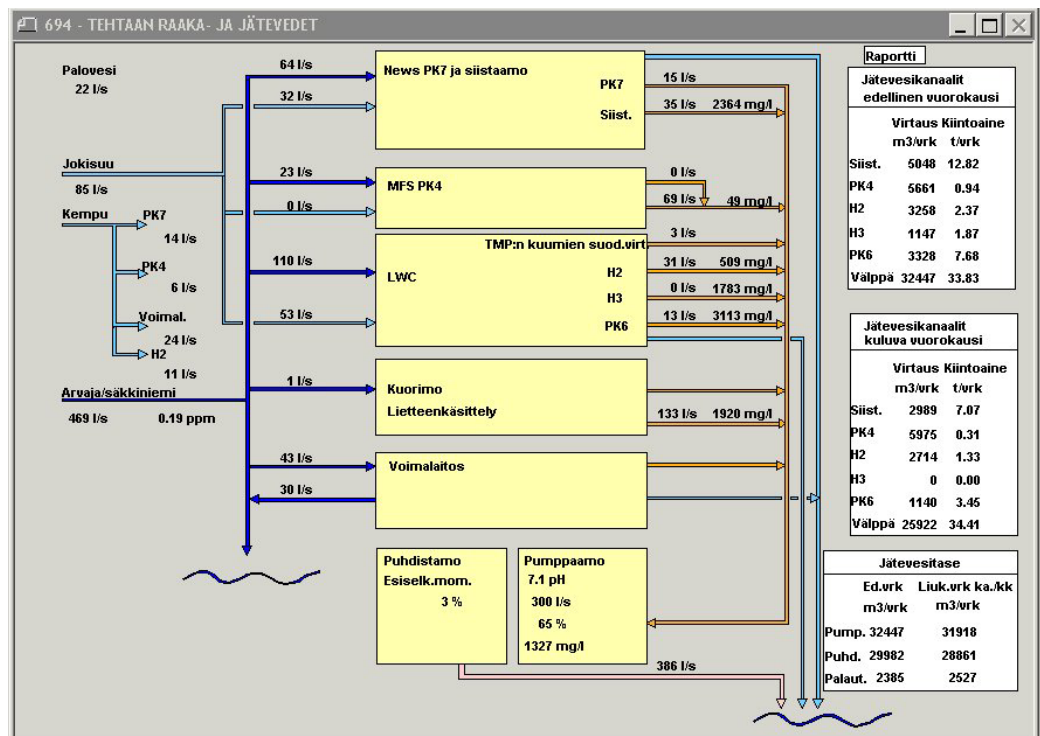 694 - TEHTAAN RAAKA- JA JÄTEVEDET
Palovesi
22 l/s
Jokisuu
85 l/s
Kempu
PK7
14 l/s
PK4
6 l/s
Voimal.
24 l/s
H2
11 l/s
Arvaja/säkkiniemi
469 l/s 0.19 ppm
64 l/s
32 l/s
News PK7 ja siistaamo
PK7
Siist.
15 l/s
35 l/s 2364 mg/l
23 l/s
0 l/s
MFS PK4
0 l/s
69 l/s 49 mg/l
110 l/s
53 l/s
TMP:n kuumien suod.virt.
LWC
H2
H3
PK6
3 l/s
31 l/s 509 mg/l
0 l/s 1783 mg/l
13 l/s 3113 mg/l
1 l/s
Kuorimo
Lietteenkäsittely
133 l/s 1920 mg/l
43 l/s
30 l/s
Voimalaitos
Puhdistamo
Esiselk.mom.
3 %
Pumppaamo
7.1 pH
300 l/s
65 %
1327 mg/l
386 l/s
Raportti
Jätevesikanaalit
edellinen vuorokausi
Virtaus Kiintoaine
m3/vrk t/vrk
Siist. 5048 12.82
PK4 5661 0.94
H2 3258 2.37
H3 1147 1.87
PK6 3328 7.68
Välppä 32447 33.83
Jätevesikanaalit
kuluva vuorokausi
Virtaus Kiintoaine
m3/vrk t/vrk
Siist. 2989 7.07
PK4 5975 0.31
H2 2714 1.33
H3 0 0.00
PK6 1140 3.45
Välppä 25922 34.41
Jätevesitase
Ed.vrk Liuk.vrk ka./kk
m3/vrk m3/vrk
Pump. 32447 31918
Puhd. 29982 28861
Palaut. 2385 2527